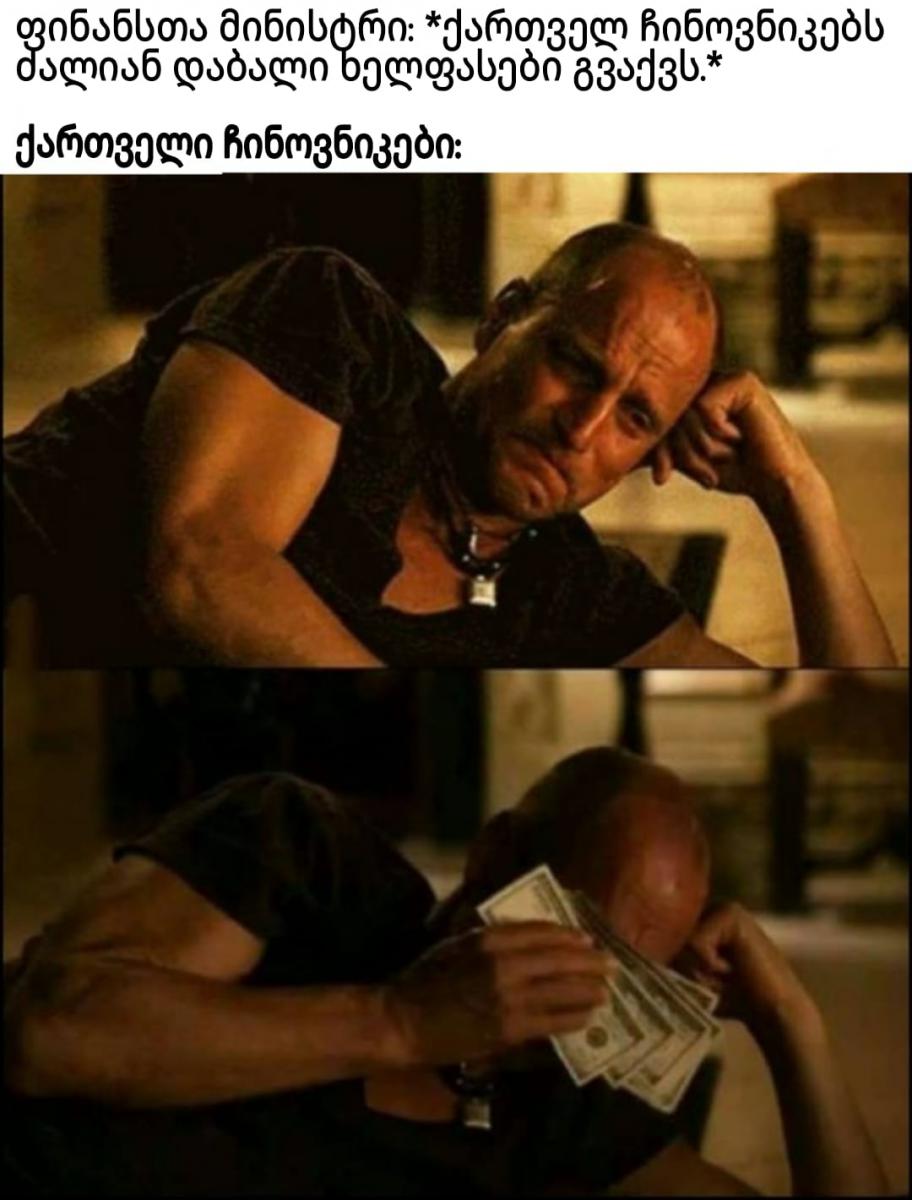 ფინანსთა მინისტრი: *ქართველ ჩინოვნიკებს
ძალიან დაბალი ხელფასები გვაქვს.*
ქართველი ჩინოვნიკები: